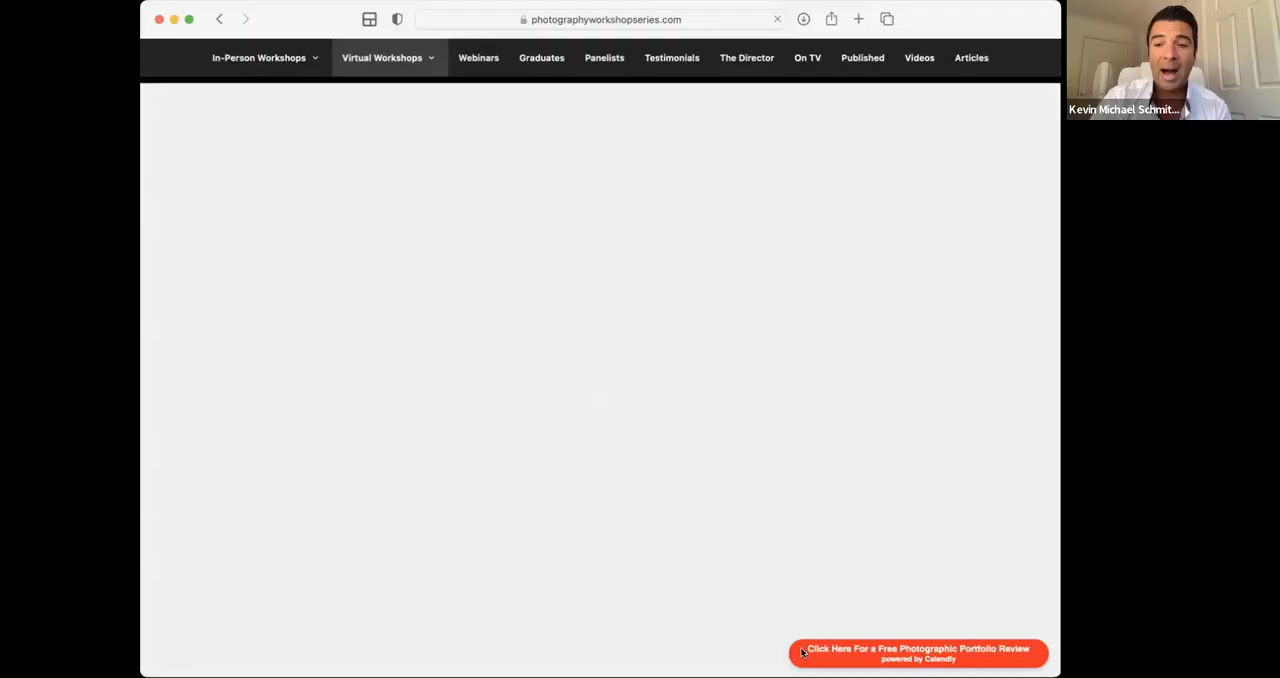 photographyworkshopseries.com
In-Person Workshops
Virtual Workshops
Webinars
Graduates
Panelists
Testimonials
The Director
On TV
Published
Videos
Articles
Kevin Michael Schmit...
Click Here For a Free Photographic Portfolio Review
powered by Calendly